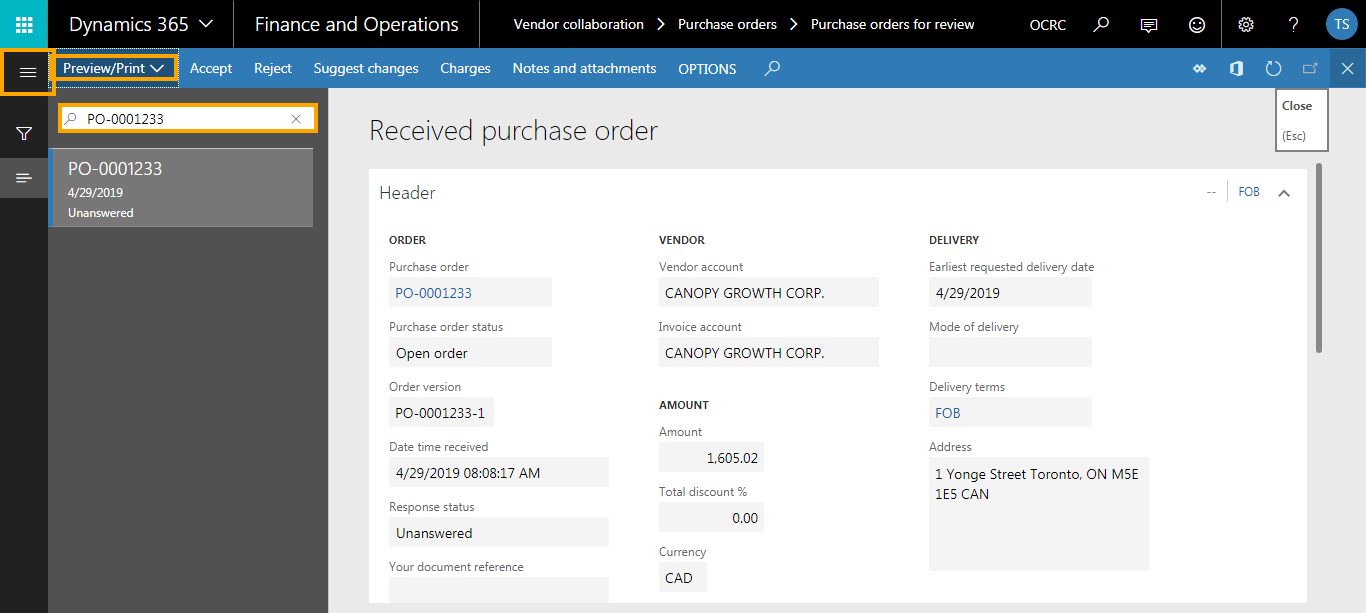 Dynamics 365
Finance and Operations
Vendor collaboration > Purchase orders > Purchase orders for review
OCRC
?
TS
Preview/Print
Accept
Reject
Suggest changes
Charges
Notes and attachments
OPTIONS
PO-0001233
Close
(Esc)
PO-0001233
4/29/2019
Unanswered
Received purchase order
Header
--
FOB
ORDER
Purchase order
PO-0001233
Purchase order status
Open order
Order version
PO-0001233-1
Date time received
4/29/2019 08:08:17 AM
Response status
Unanswered
Your document reference
VENDOR
Vendor account
CANOPY GROWTH CORP.
Invoice account
CANOPY GROWTH CORP.
AMOUNT
Amount
1,605.02
Total discount %
0.00
Currency
CAD
DELIVERY
Earliest requested delivery date
4/29/2019
Mode of delivery
Delivery terms
FOB
Address
1 Yonge Street Toronto, ON M5E
1E5 CAN